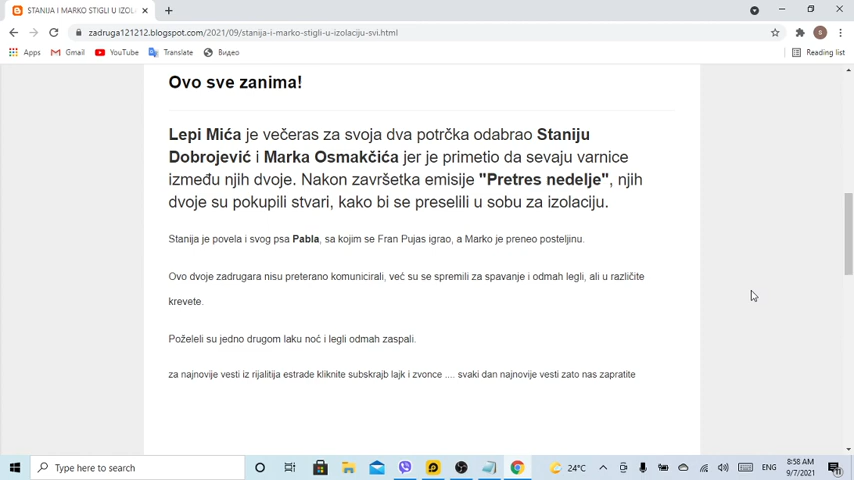 STANIJA I MARKO STIGLI U IZOL
zadruga121212.blogspot.com/2021/09/stanija-i-marko-stigli-u-izolaciju-svi.html
B
Apps Gmail YouTube Translate Видео Reading list
Ovo sve zanima!
Lepi Mića je večeras za svoja dva potrčka odabrao Staniju
Dobrojević i Marka Osmakčića jer je primetio da sevaju varnice
između njih dvoje. Nakon završetka emisije "Pretres nedelje", njih
dvoje su pokupili stvari, kako bi se preselili u sobu za izolaciju.
Stanija je povela i svog psa Pabla, sa kojim se Fran Pujas igrao, a Marko je preneo posteljinu.
Ovo dvoje zadrugara nisu preterano komunicirali, već su se spremili za spavanje i odmah legli, ali u različite
krevete.
Poželeli su jedno drugom laku noć i legli odmah zaspali.
za najnovije vesti iz rijalitija estrade kliknite subskrajb lajk i zvonce .... svaki dan najnovije vesti zato nas zapratite
Type here to search
24°C
ENG
8:58 AM
9/7/2021